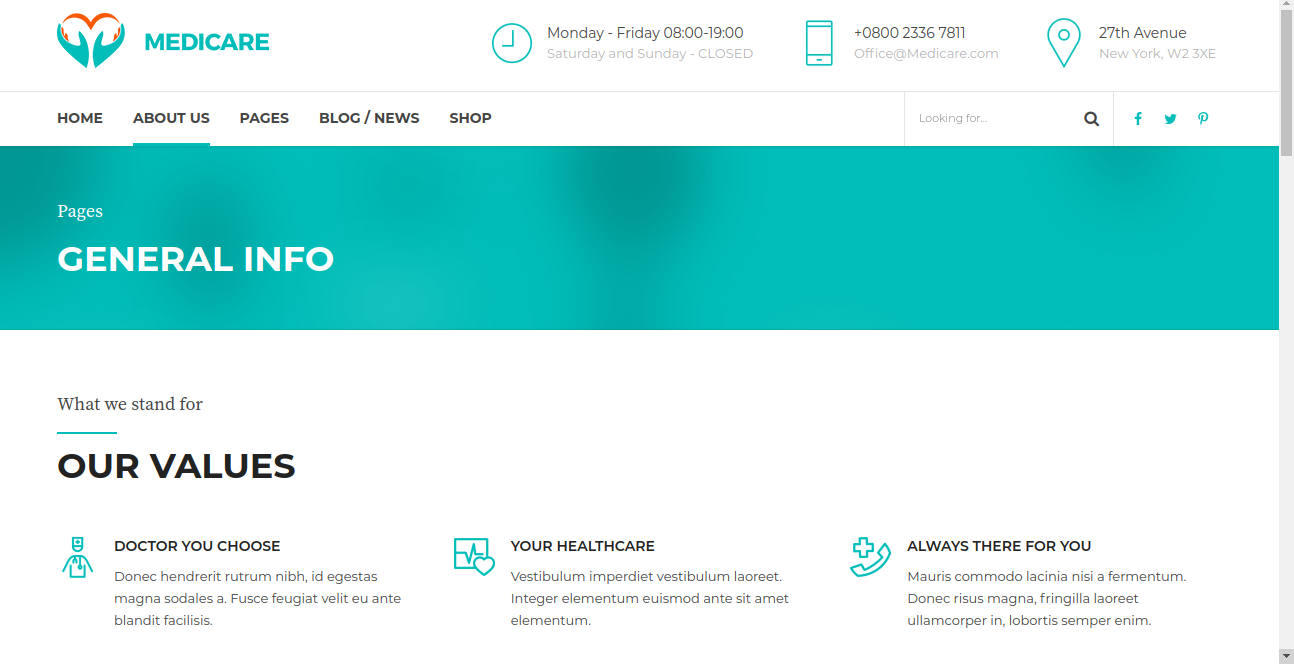 MEDICARE
Monday - Friday 08:00-19:00
Saturday and Sunday - CLOSED
+0800 2336 7811
Office@Medicare.com
27th Avenue
New York, W2 3XE
HOME ABOUT US PAGES BLOG / NEWS SHOP
Looking for...
Pages
GENERAL INFO
What we stand for
OUR VALUES
DOCTOR YOU CHOOSE
Donec hendrerit rutrum nibh, id egestas
magna sodales a. Fusce feugiat velit eu ante
blandit facilisis.
YOUR HEALTHCARE
Vestibulum imperdiet vestibulum laoreet.
Integer elementum euismod ante sit amet
elementum.
ALWAYS THERE FOR YOU
Mauris commodo lacinia nisi a fermentum.
Donec risus magna, fringilla laoreet
ullamcorper in, lobortis semper enim.